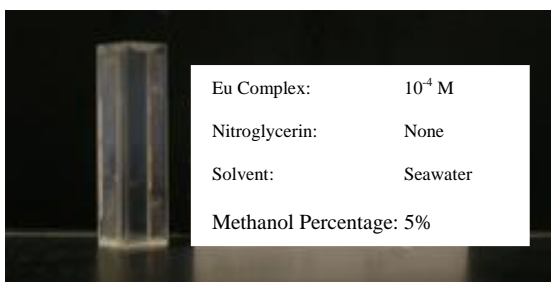 Eu Complex: 10⁻⁴ M
Nitroglycerin: None
Solvent: Seawater
Methanol Percentage: 5%